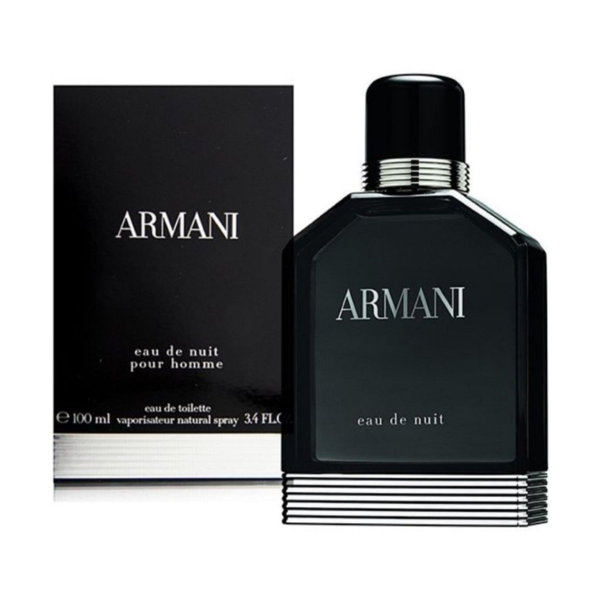 ARMANI
eau de nuit
pour homme
eau de toilette
℮ 100 ml vaporisateur natural spray 3.4 FL.
ARMANI
eau de nuit